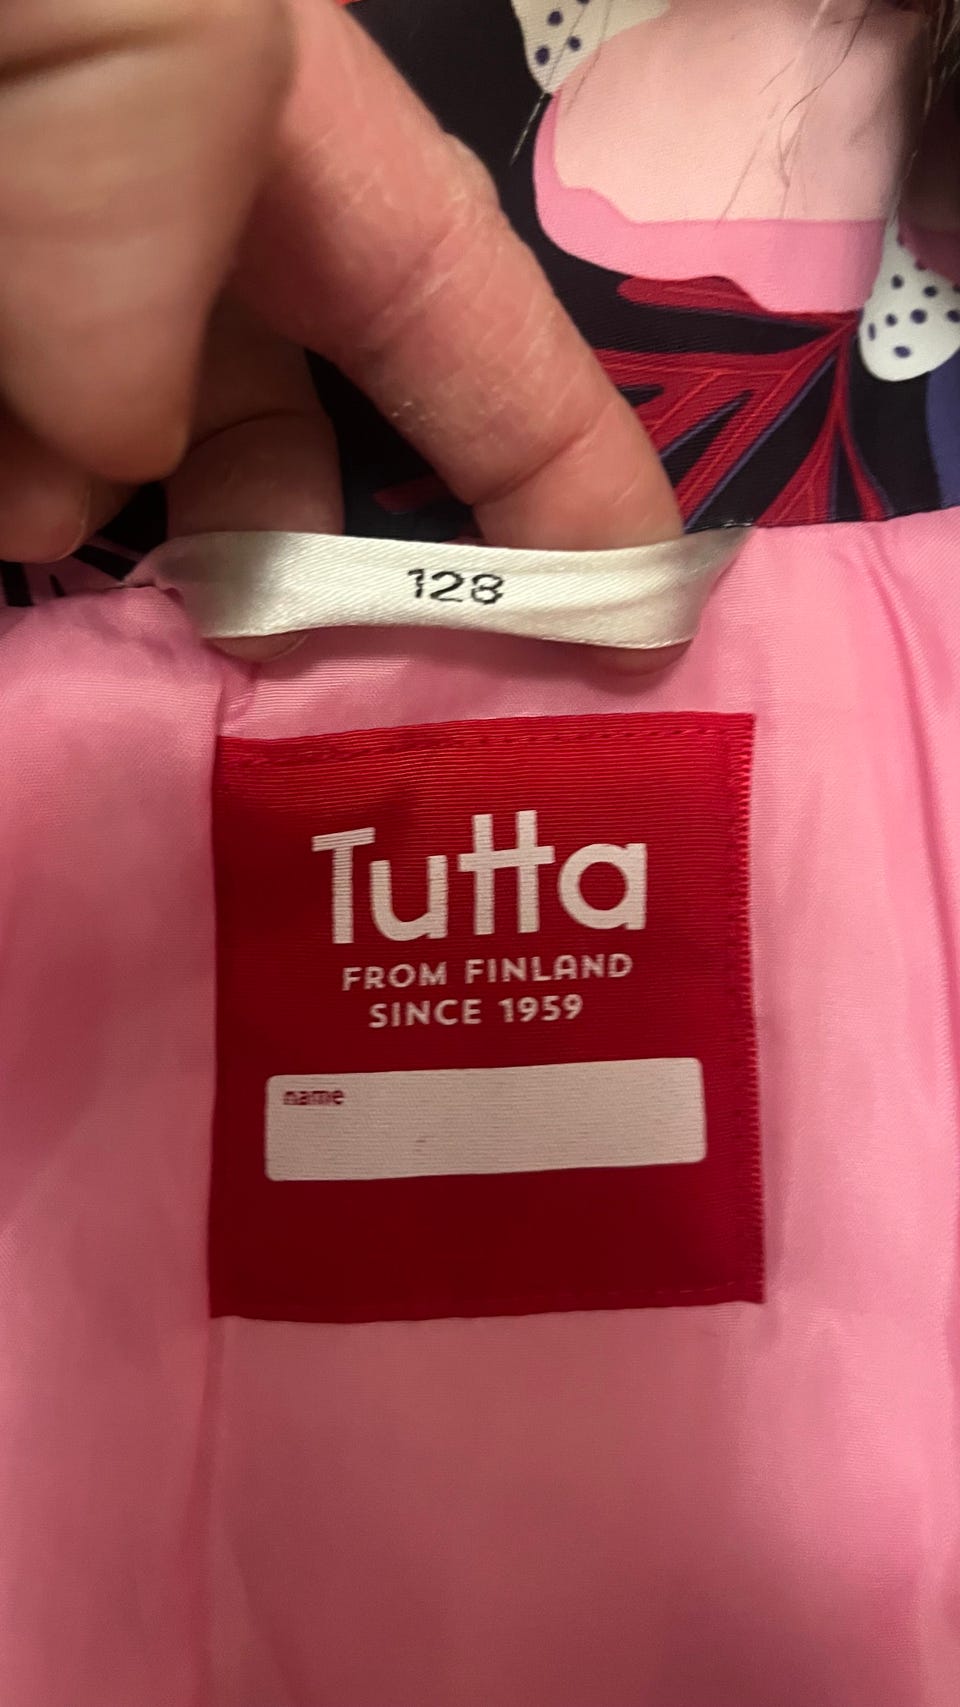 128
Tutta
FROM FINLAND
SINCE 1959
name